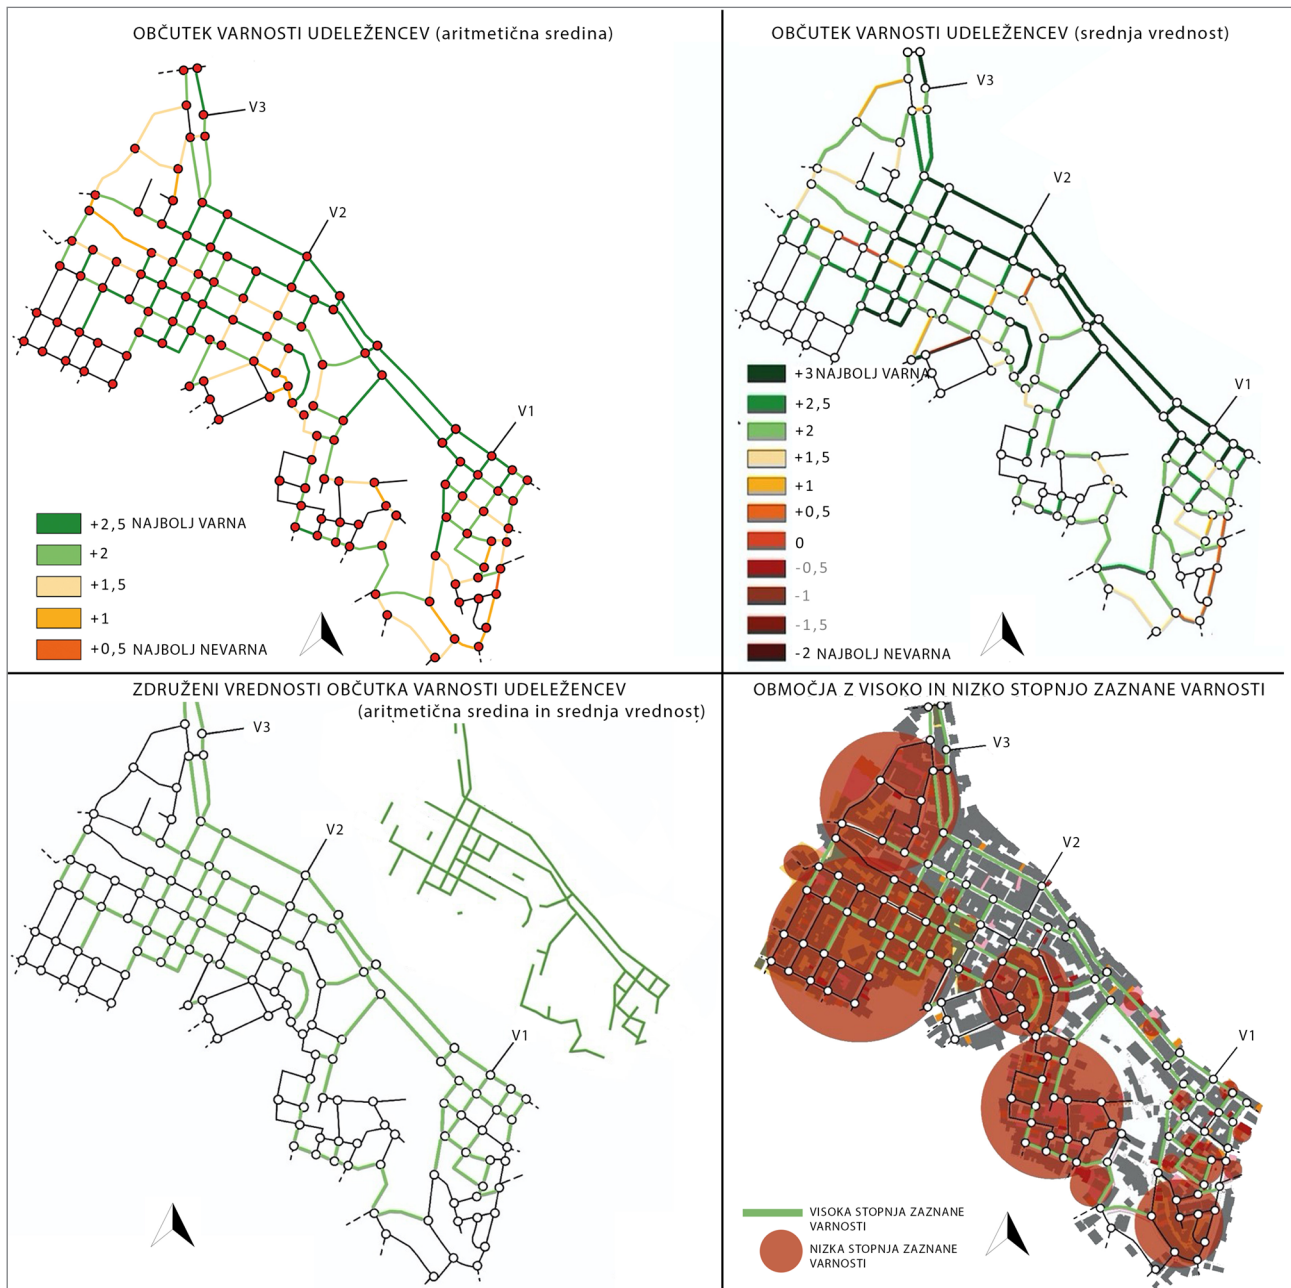 OBČUTEK VARNOSTI UDELEŽENCEV (aritmetična sredina)
V3
V2
V1
+2,5 NAJBOLJ VARNA
+2
+1,5
+1
+0,5 NAJBOLJ NEVARNA
OBČUTEK VARNOSTI UDELEŽENCEV (srednja vrednost)
V3
V2
V1
+3 NAJBOLJ VARNA
+2,5
+2
+1,5
+1
+0,5
0
-0,5
-1
-1,5
-2 NAJBOLJ NEVARNA
ZDRUŽENI VREDNOSTI OBČUTKA VARNOSTI UDELEŽENCEV
(aritmetična sredina in srednja vrednost)
V3
V2
V1
OBMOČJA Z VISOKO IN NIZKO STOPNJO ZAZNANE VARNOSTI
V3
V2
V1
VISOKA STOPNJA ZAZNANE
VARNOSTI
NIZKA STOPNJA ZAZNANE
VARNOSTI